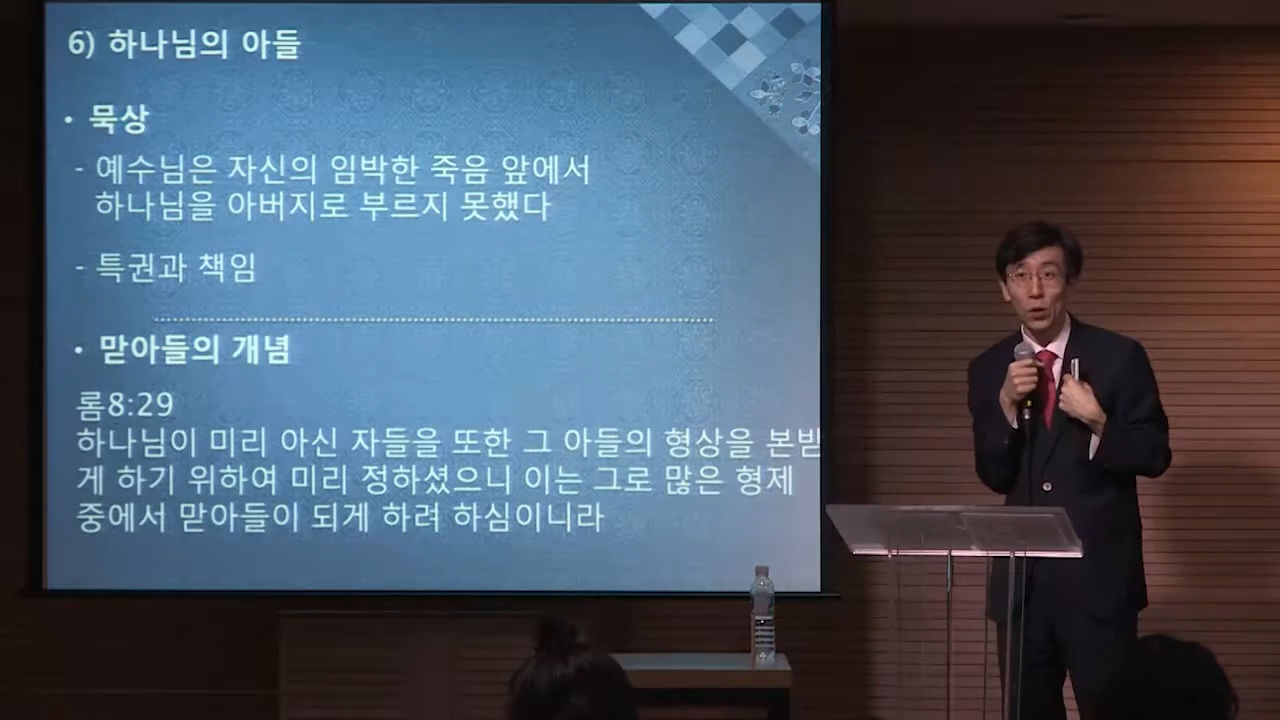 6) 하나님의 아들
• 묵상
- 예수님은 자신의 임박한 죽음 앞에서
하나님을 아버지로 부르지 못했다
- 특권과 책임
• 맏아들의 개념
롬8:29
하나님이 미리 아신 자들을 또한 그 아들의 형상을 본받
게 하기 위하여 미리 정하셨으니 이는 그로 많은 형제
중에서 맏아들이 되게 하려 하심이니라